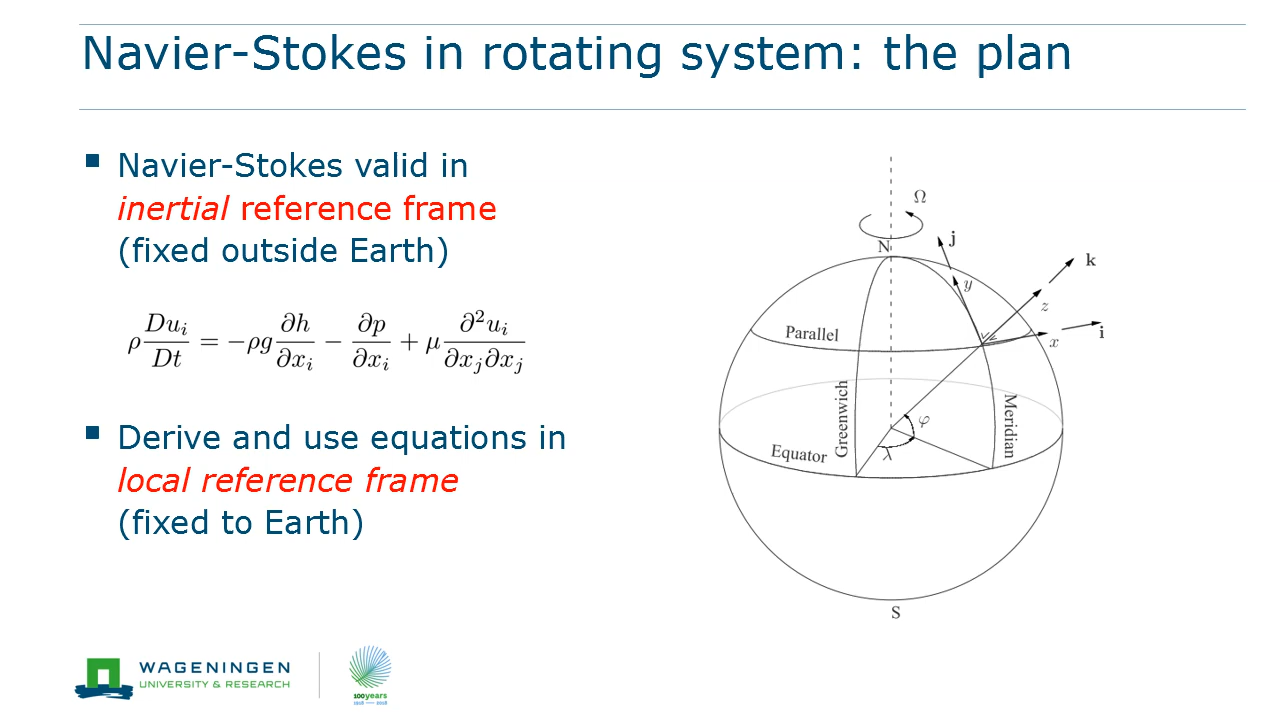 Navier-Stokes in rotating system: the plan
▪ Navier-Stokes valid in
inertial reference frame
(fixed outside Earth)
ρ Du_i/Dt = −ρg ∂h/∂x_i − ∂p/∂x_i + μ ∂²u_i/∂x_j∂x_j
▪ Derive and use equations in
local reference frame
(fixed to Earth)
Ω
N
j
k
y
z
i
x
Parallel
Greenwich
Meridian
φ
λ
Equator
S
WAGENINGEN
UNIVERSITY & RESEARCH
100years
1918 — 2018